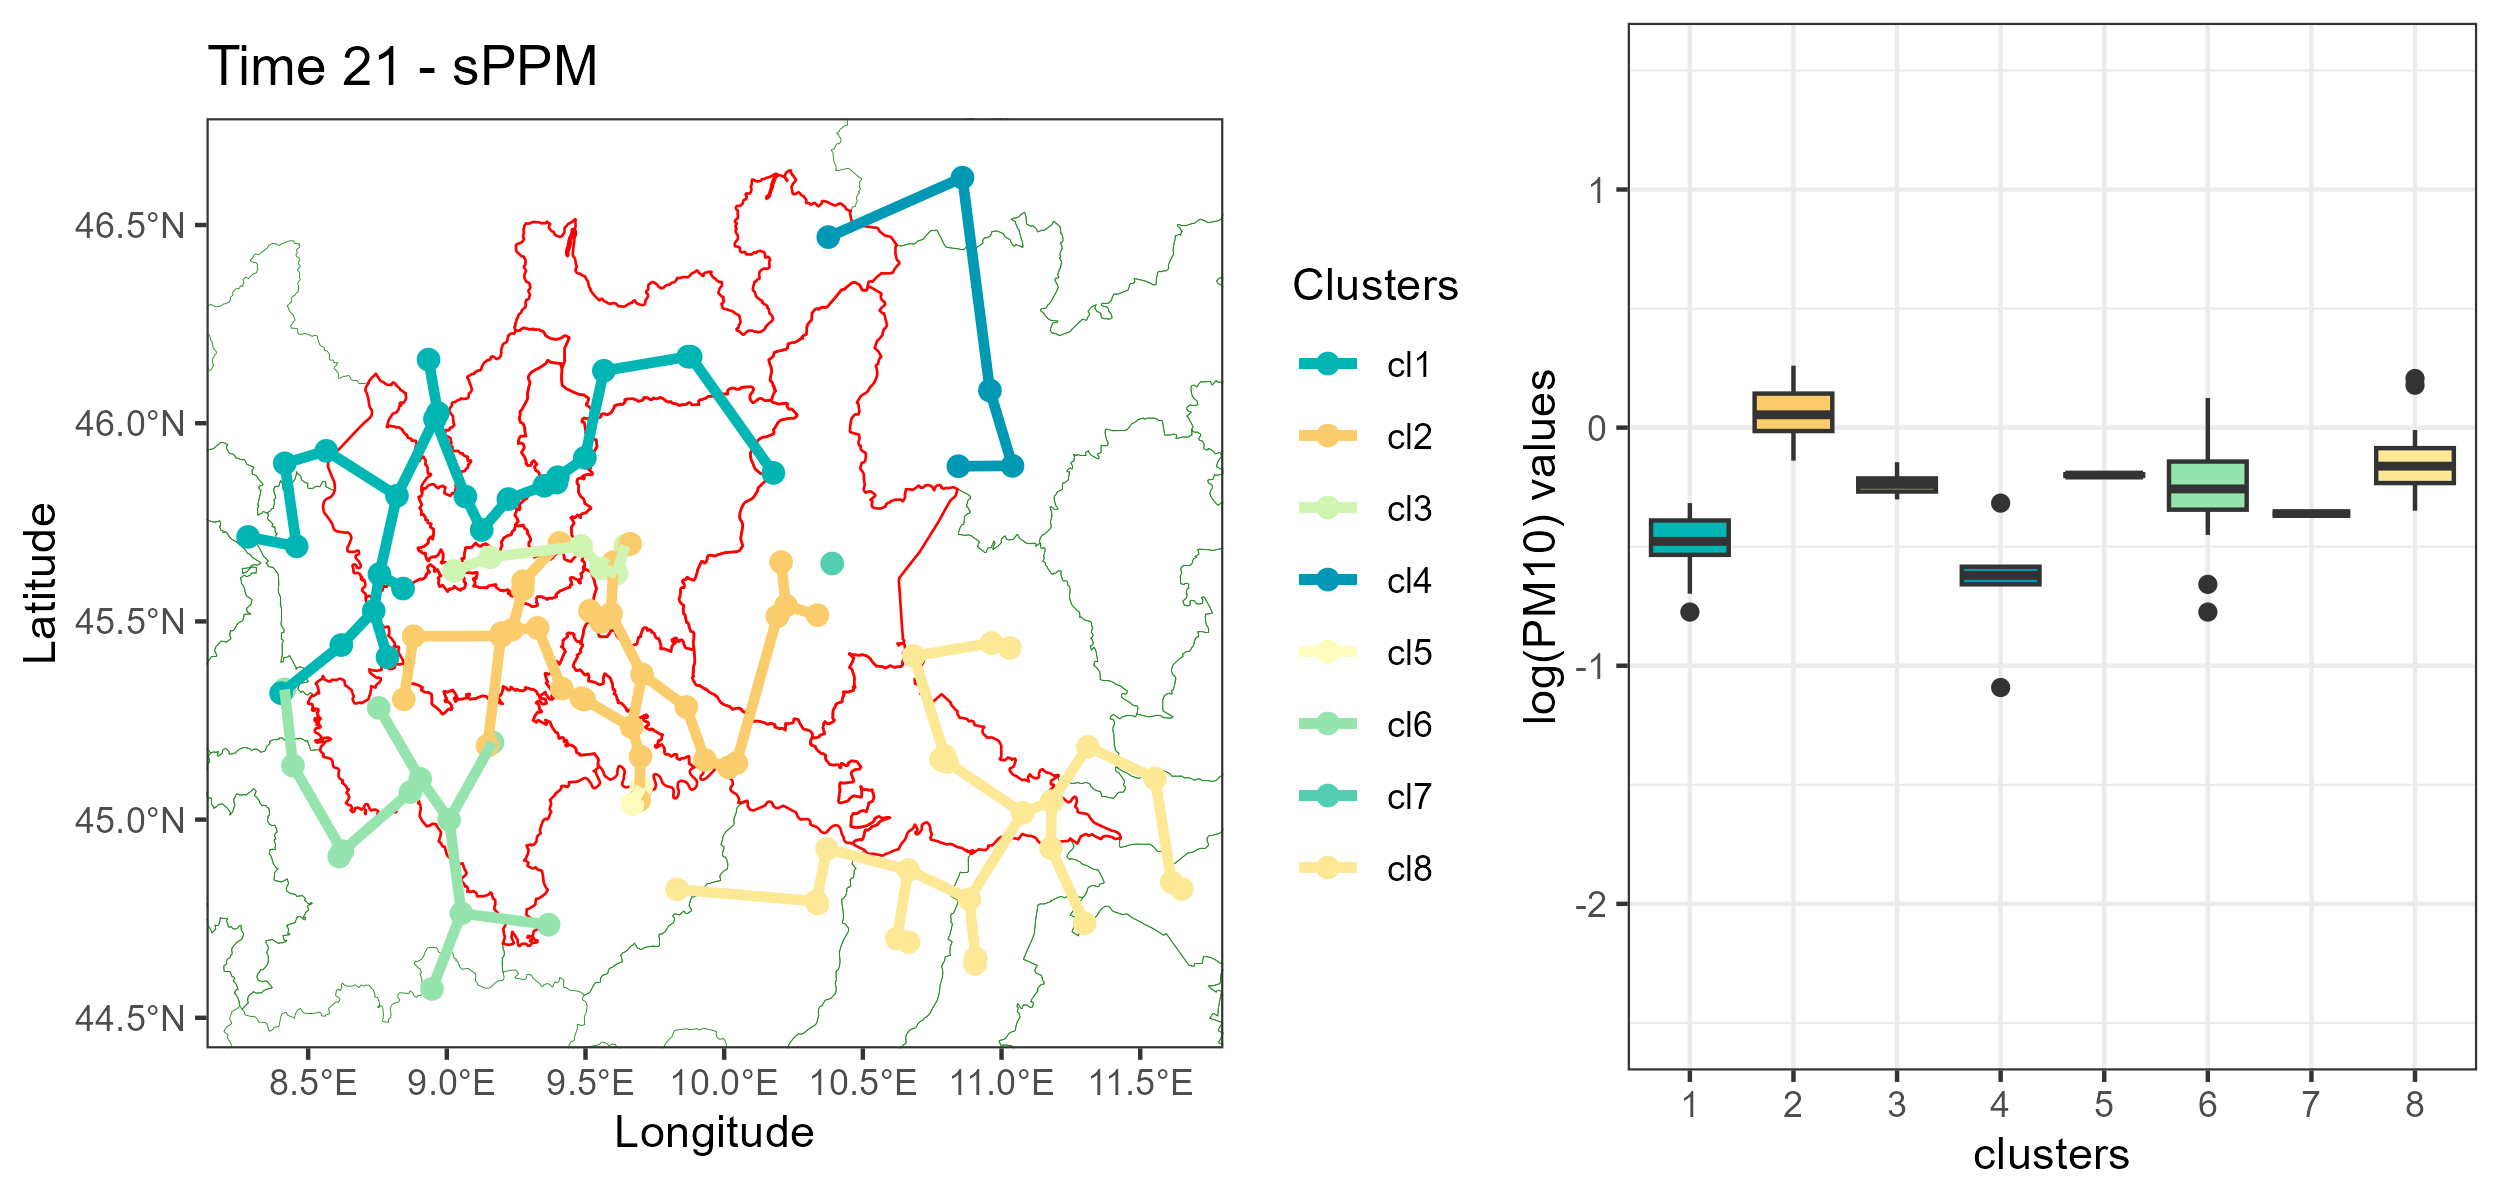 Time 21 - sPPM
46.5°N
46.0°N
45.5°N
45.0°N
44.5°N
Latitude
8.5°E
9.0°E
9.5°E
10.0°E
10.5°E
11.0°E
11.5°E
Longitude
Clusters
cl1
cl2
cl3
cl4
cl5
cl6
cl7
cl8
log(PM10) values
1
0
-1
-2
1
2
3
4
5
6
7
8
clusters